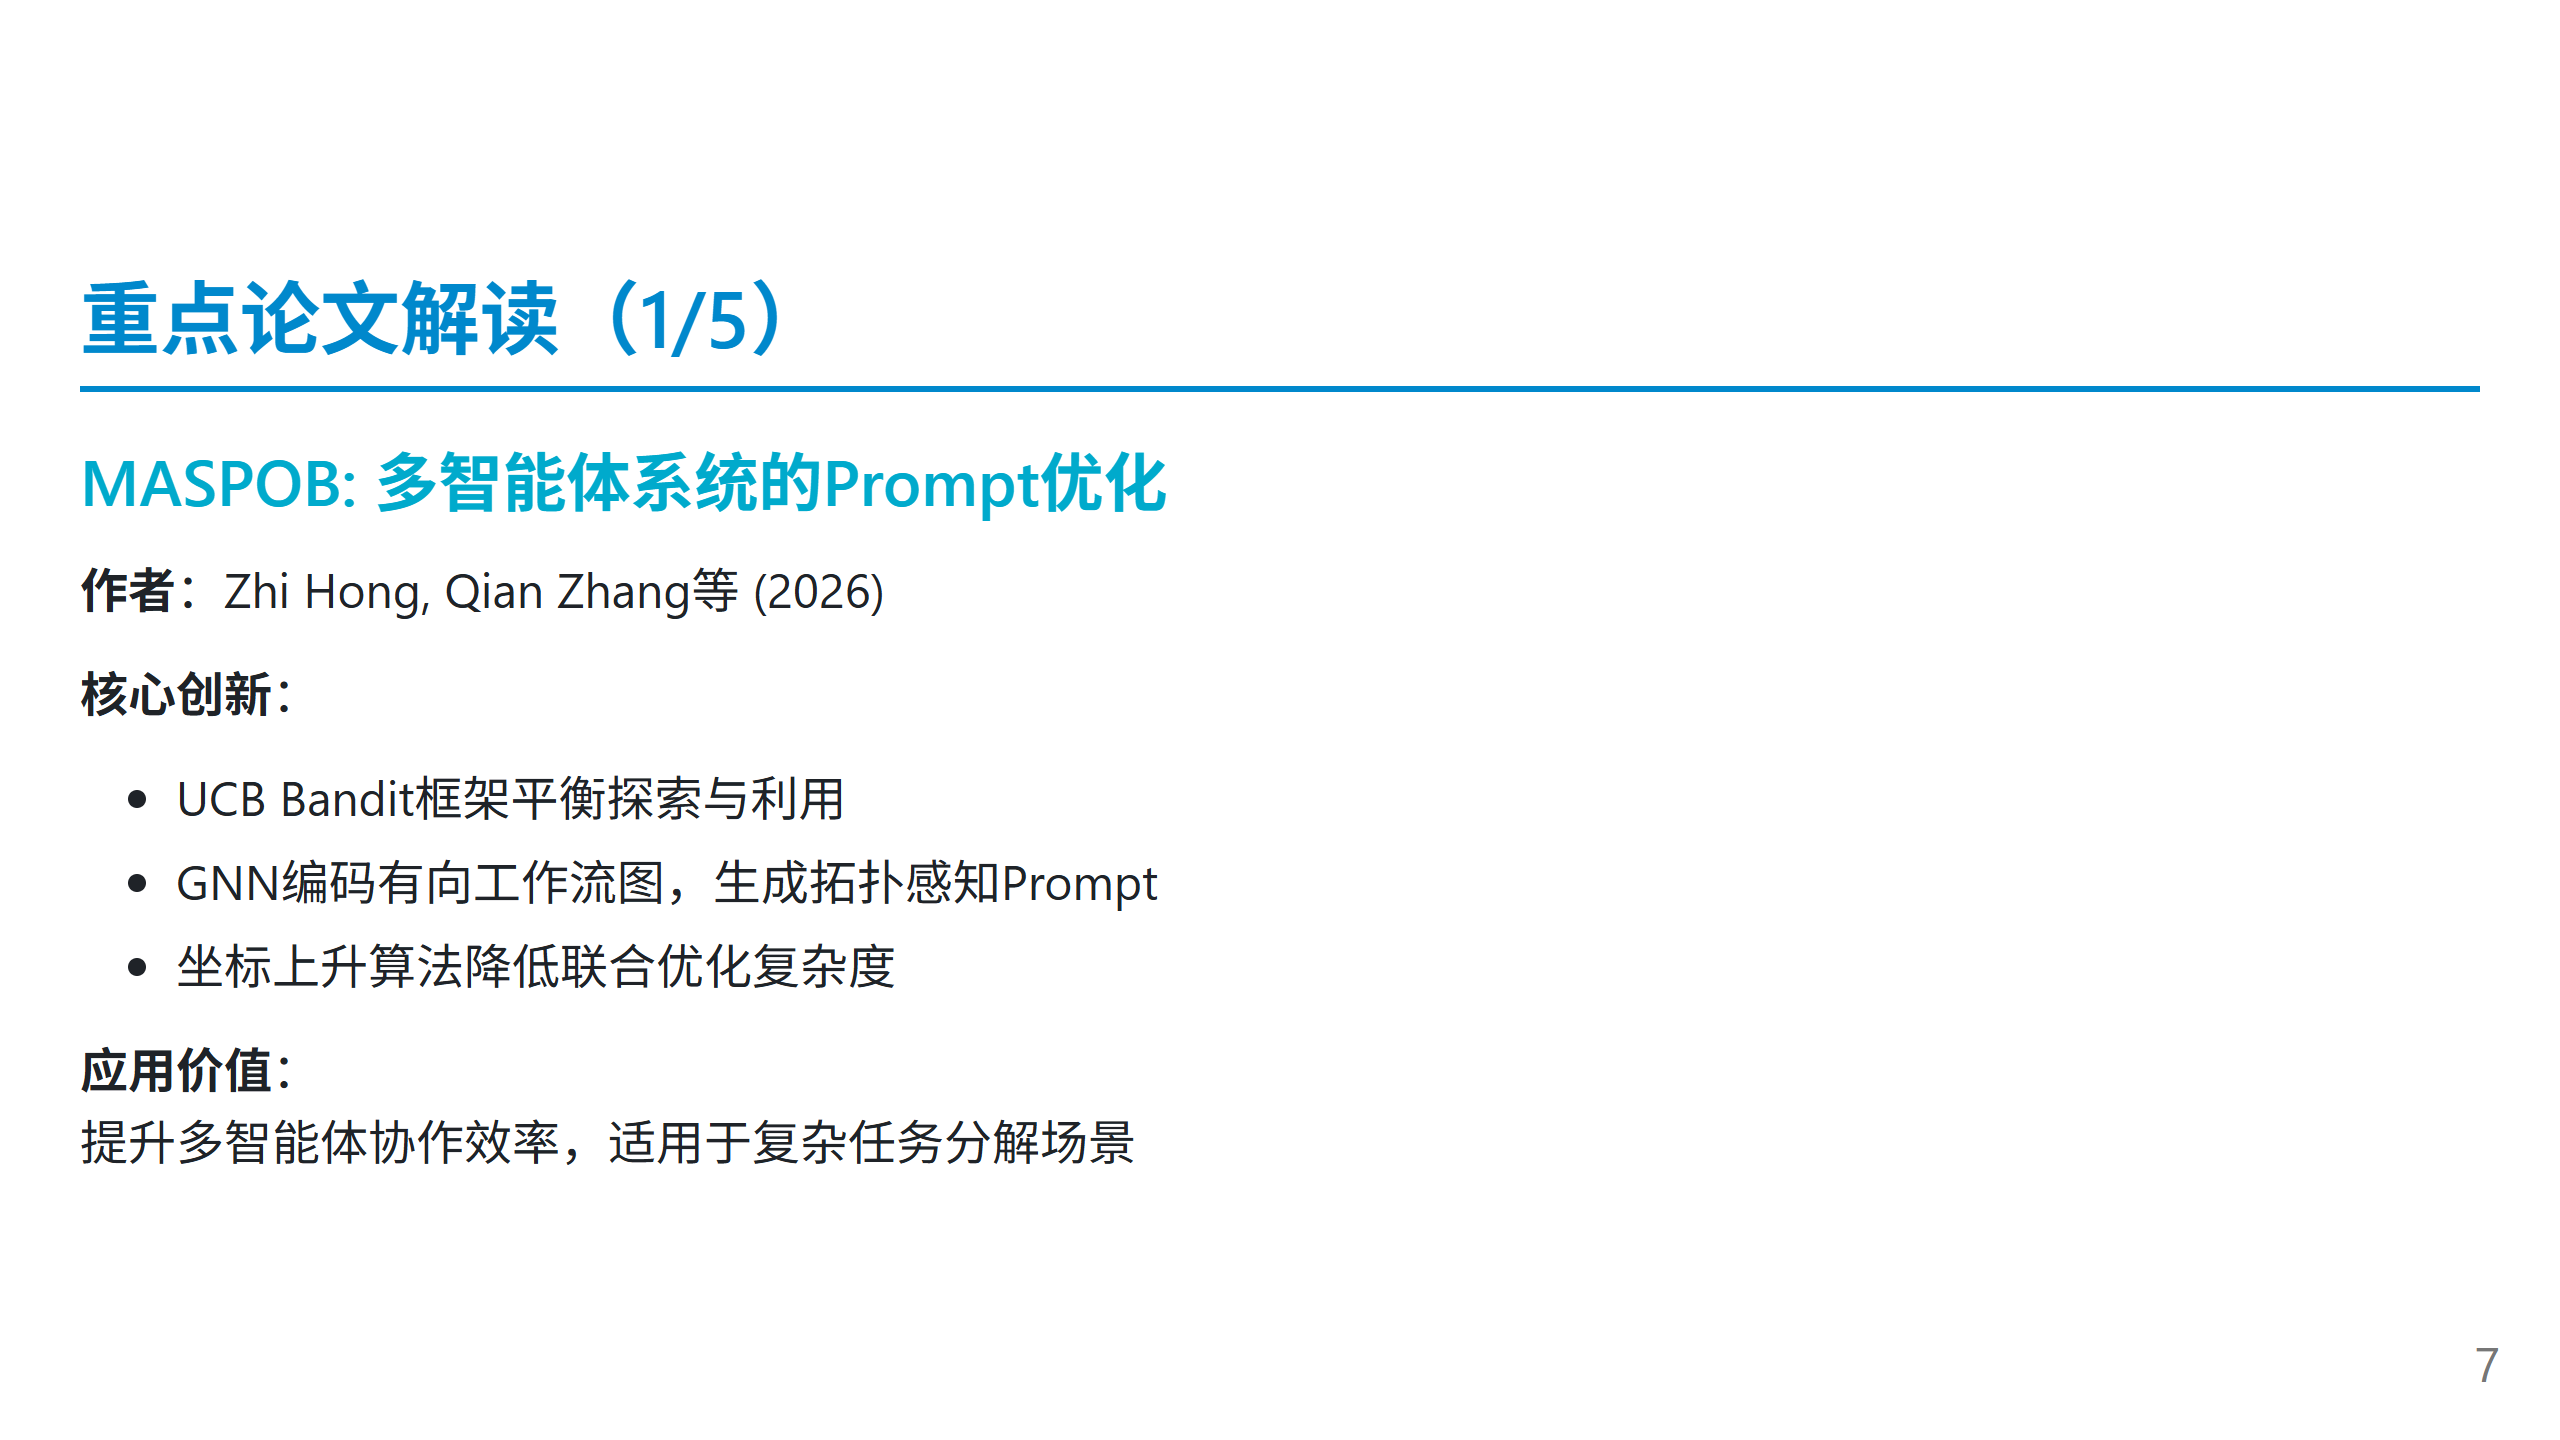 重点论文解读（1/5）
MASPOB: 多智能体系统的Prompt优化
作者：Zhi Hong, Qian Zhang等 (2026)
核心创新：
• UCB Bandit框架平衡探索与利用
• GNN编码有向工作流图，生成拓扑感知Prompt
• 坐标上升算法降低联合优化复杂度
应用价值：
提升多智能体协作效率，适用于复杂任务分解场景
7